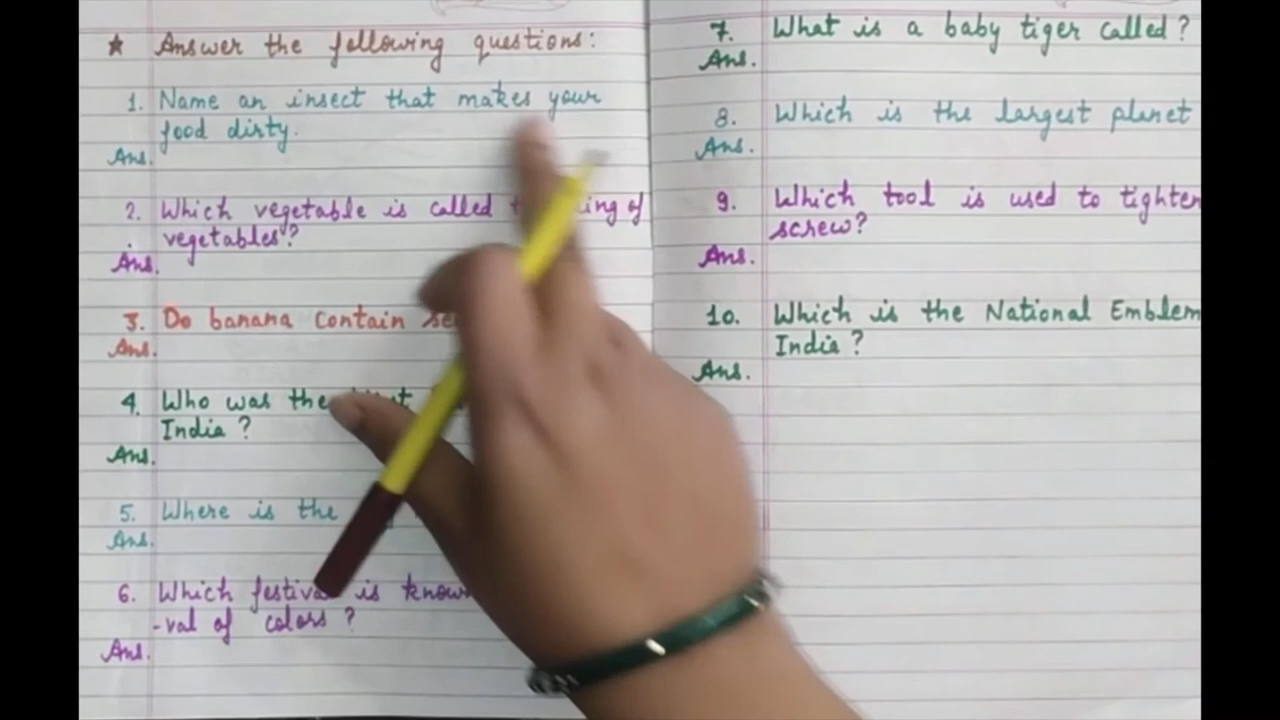 ★ Answer the following questions:
1. Name an insect that makes your
food dirty.
Ans.
2. Which vegetable is called king of
vegetables?
Ans.
3. Do banana contain
Ans.
4. Who was the
India ?
Ans.
5. Where is the
Ans.
6. Which festival is known
-val of colors ?
Ans.
7. What is a baby tiger called ?
Ans.
8. Which is the largest planet
Ans.
9. Which tool is used to tighten
screw?
Ans.
10. Which is the National Emblem
India ?
Ans.